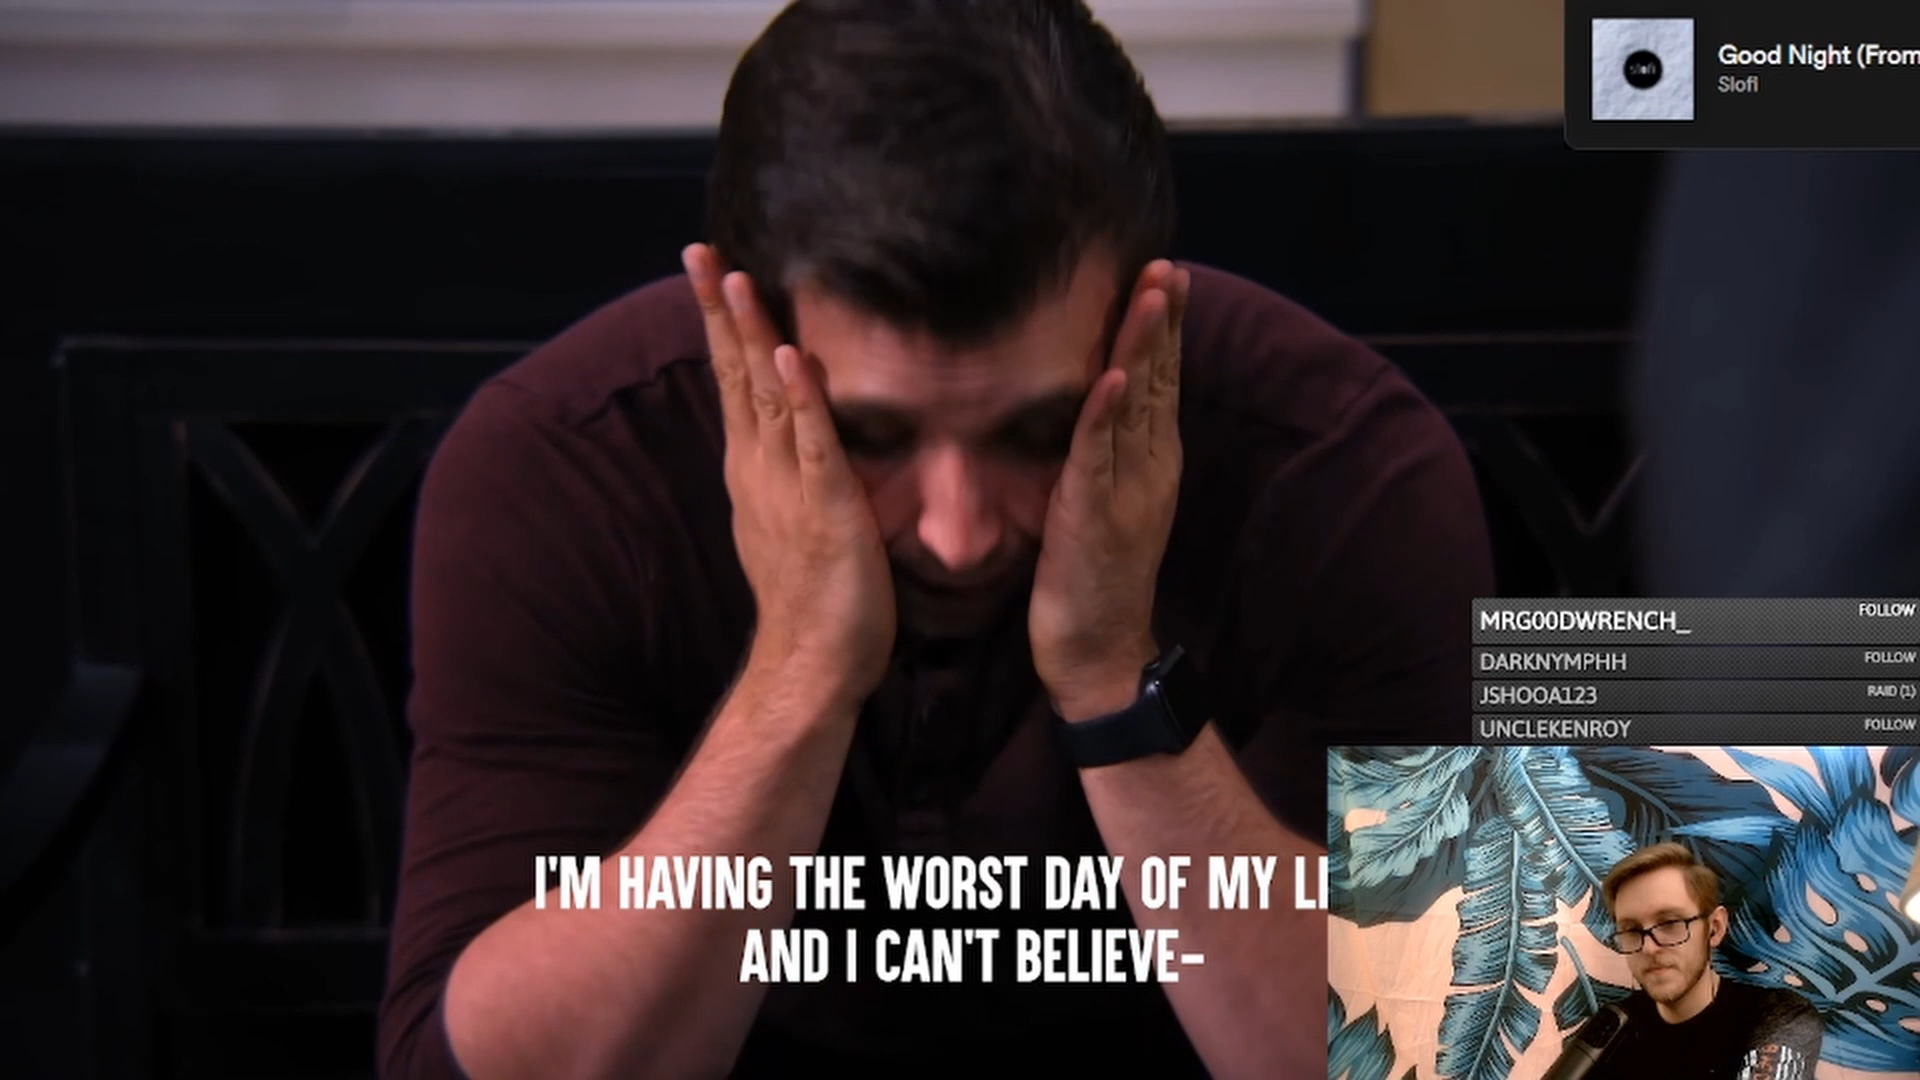 Good Night (From
Slofi
slofi
MRG00DWRENCH_ FOLLOW
DARKNYMPHH FOLLOW
JSHOOA123 RAID (1)
UNCLEKENROY FOLLOW
I'M HAVING THE WORST DAY OF MY LI
AND I CAN'T BELIEVE-